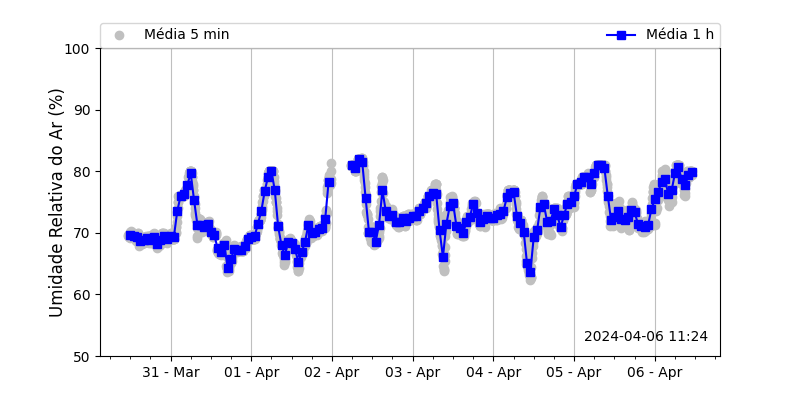 Média 5 min Média 1 h
100
90
80
70
60
50
Umidade Relativa do Ar (%)
2024-04-06 11:24
31 - Mar 01 - Apr 02 - Apr 03 - Apr 04 - Apr 05 - Apr 06 - Apr